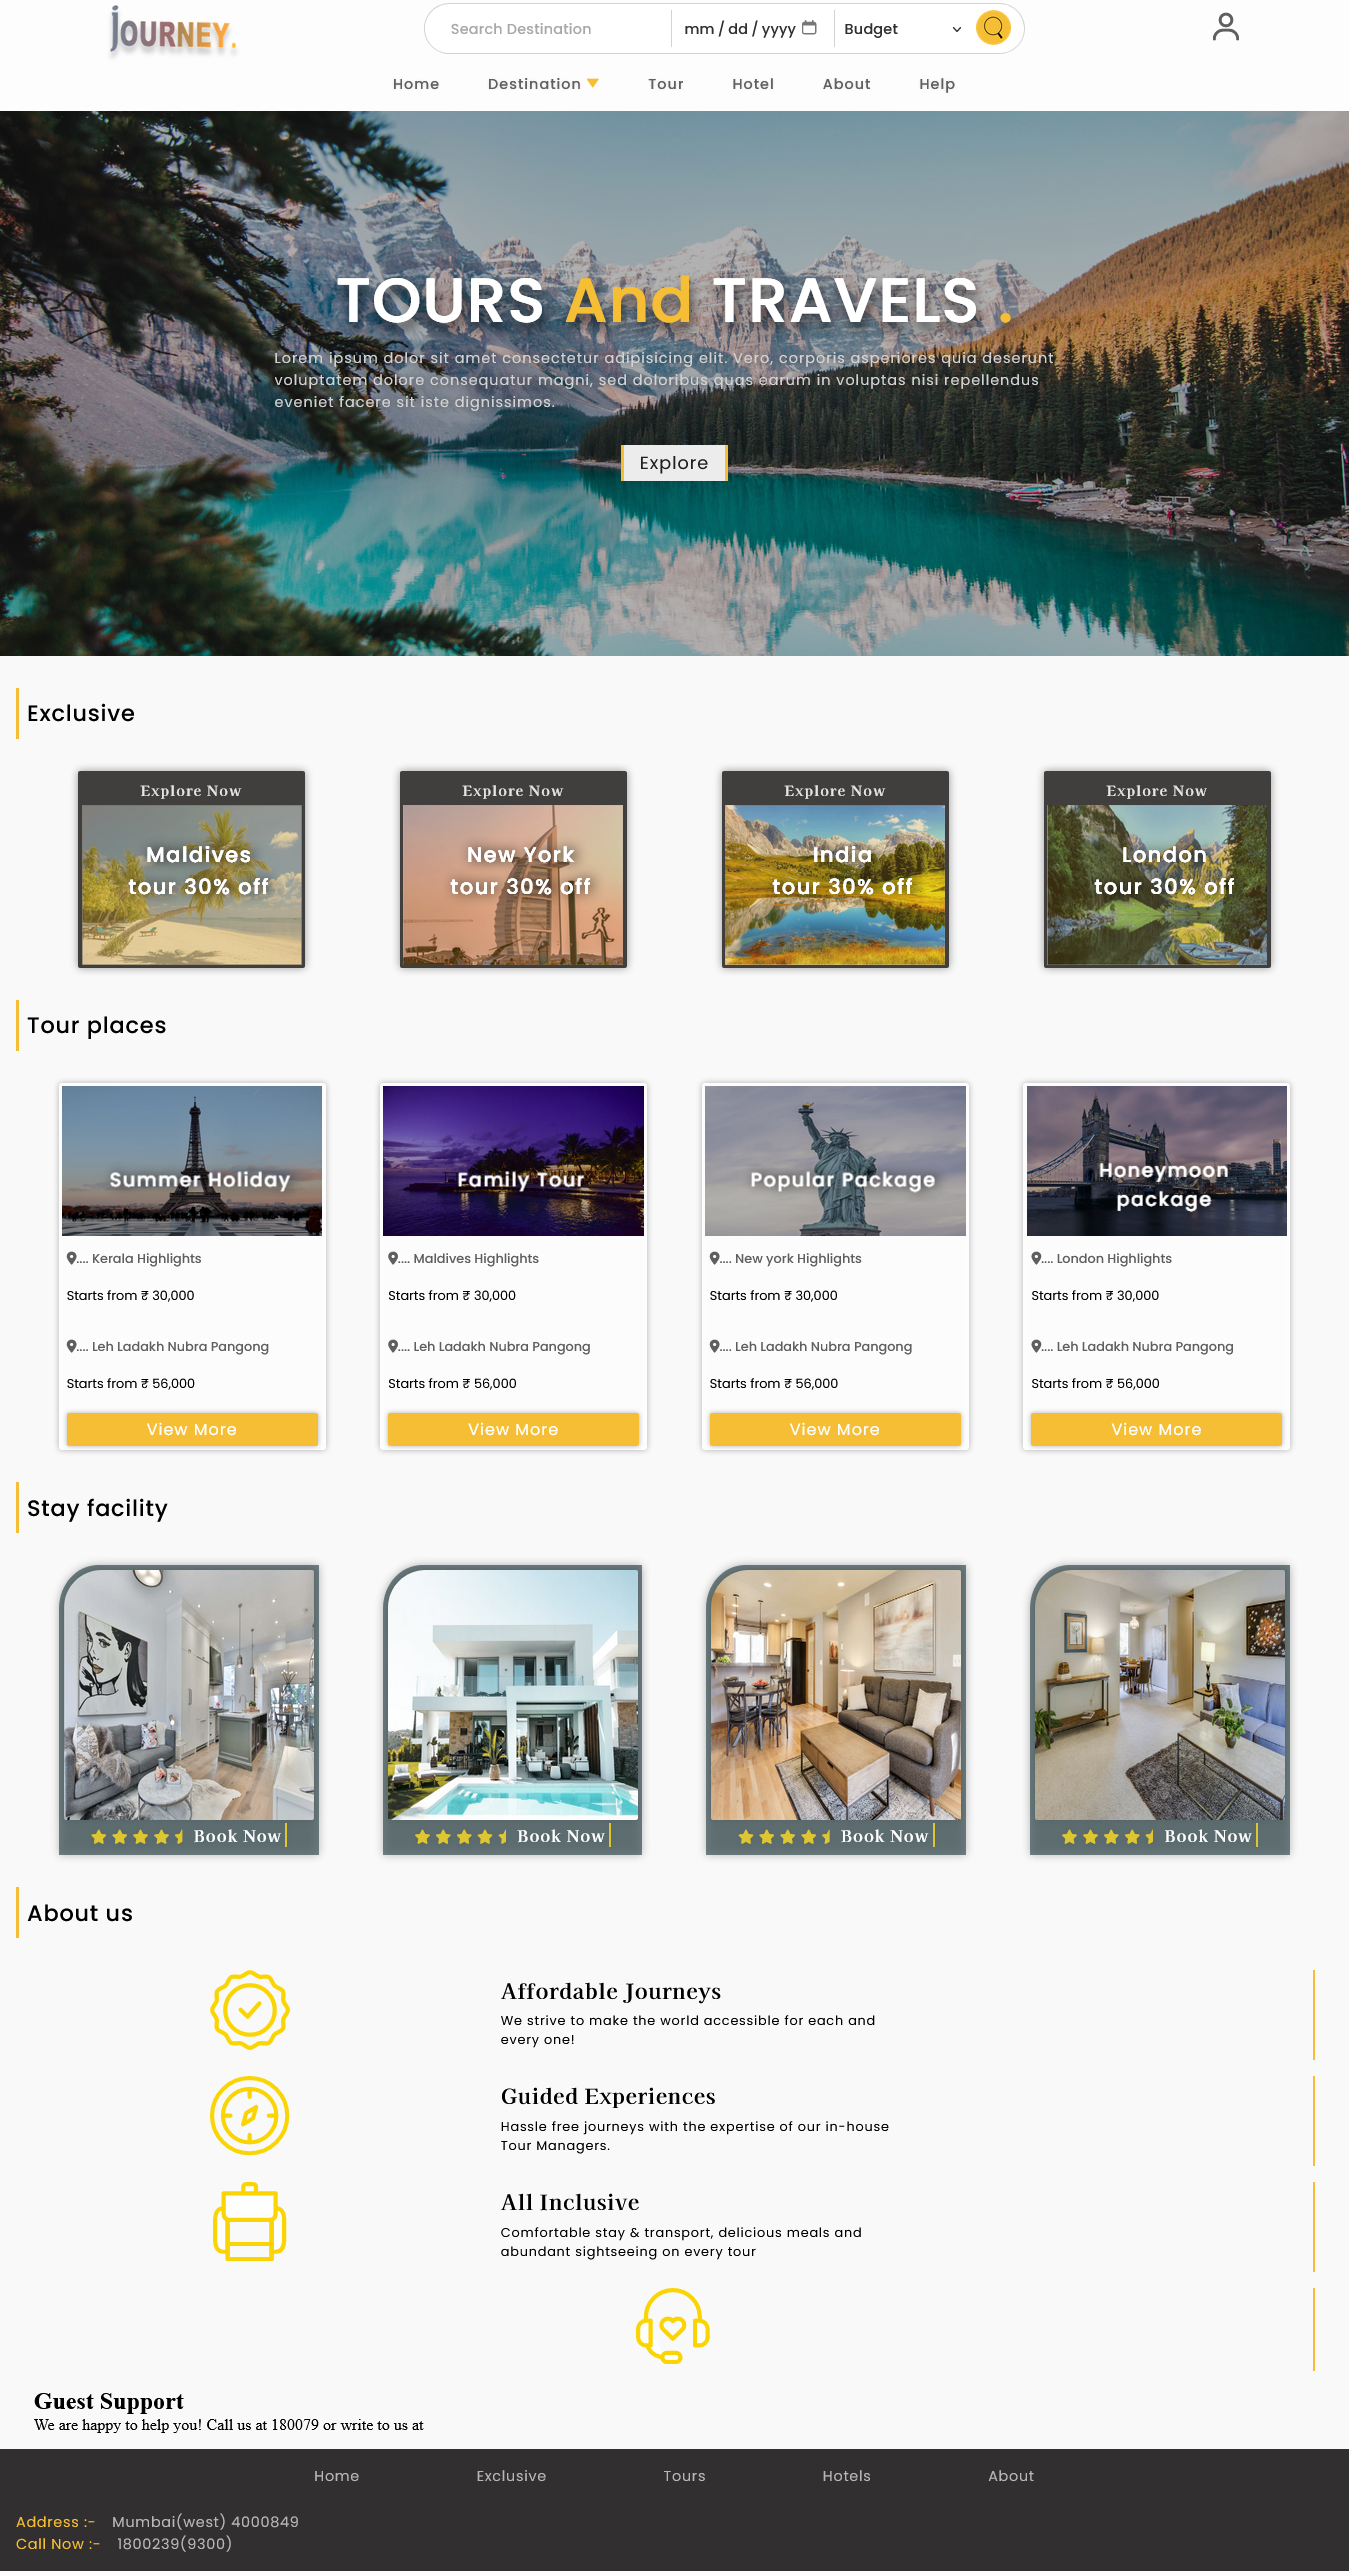 JOURNEY.
Search Destination
mm / dd / yyyy
Budget
Home
Destination
Tour
Hotel
About
Help
TOURS And TRAVELS .
Lorem ipsum dolor sit amet consectetur adipisicing elit. Vero, corporis asperiores quia deserunt
voluptatem dolore consequatur magni, sed doloribus quas earum in voluptas nisi repellendus
eveniet facere sit iste dignissimos.
Explore
Exclusive
Explore Now
Maldives
tour 30% off
Explore Now
New York
tour 30% off
Explore Now
India
tour 30% off
Explore Now
London
tour 30% off
Tour places
Summer Holiday
.... Kerala Highlights
Starts from ₹ 30,000
.... Leh Ladakh Nubra Pangong
Starts from ₹ 56,000
View More
Family Tour
.... Maldives Highlights
Starts from ₹ 30,000
.... Leh Ladakh Nubra Pangong
Starts from ₹ 56,000
View More
Popular Package
.... New york Highlights
Starts from ₹ 30,000
.... Leh Ladakh Nubra Pangong
Starts from ₹ 56,000
View More
Honeymoon
package
.... London Highlights
Starts from ₹ 30,000
.... Leh Ladakh Nubra Pangong
Starts from ₹ 56,000
View More
Stay facility
Book Now
Book Now
Book Now
Book Now
About us
Affordable Journeys
We strive to make the world accessible for each and
every one!
Guided Experiences
Hassle free journeys with the expertise of our in-house
Tour Managers.
All Inclusive
Comfortable stay & transport, delicious meals and
abundant sightseeing on every tour
Guest Support
We are happy to help you! Call us at 180079 or write to us at
Home
Exclusive
Tours
Hotels
About
Address :- Mumbai(west) 4000849
Call Now :- 1800239(9300)